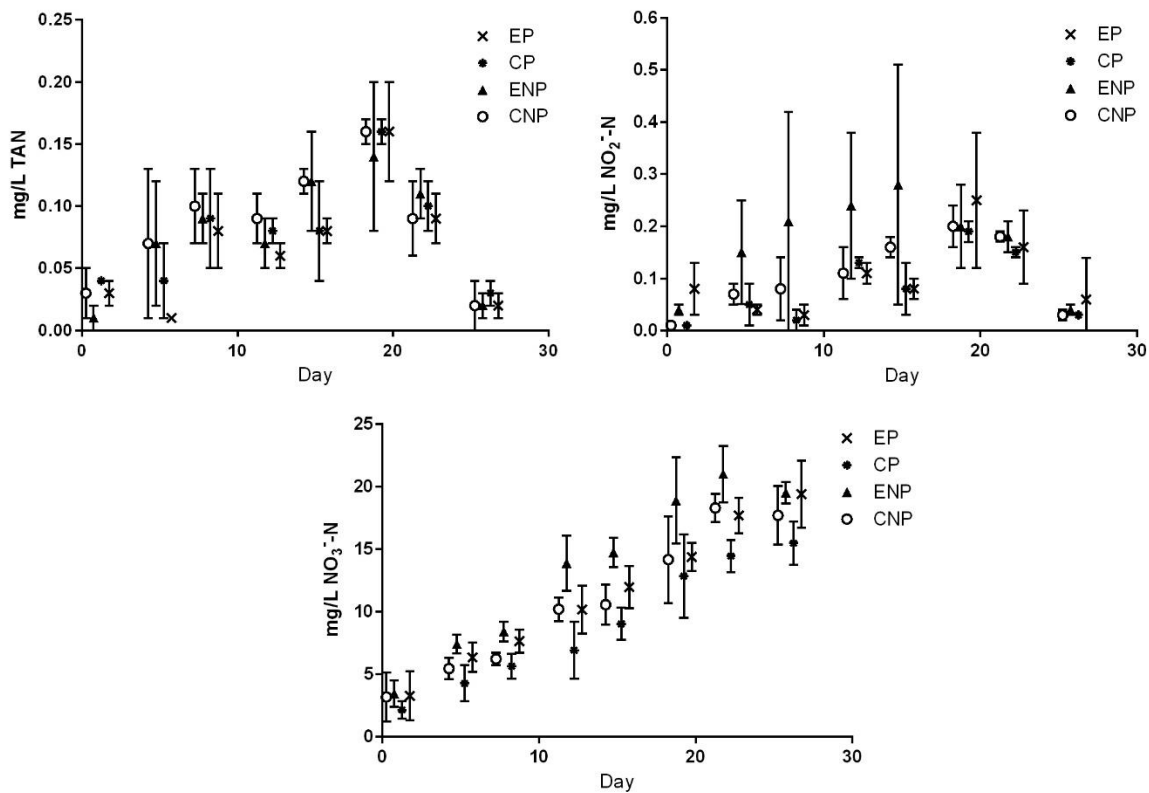 mg/L TAN
0.25
0.20
0.15
0.10
0.05
0.00
0
10
20
30
Day
EP
CP
ENP
CNP
mg/L NO₂⁻-N
0.6
0.5
0.4
0.3
0.2
0.1
0.0
0
10
20
30
Day
EP
CP
ENP
CNP
mg/L NO₃⁻-N
25
20
15
10
5
0
0
10
20
30
Day
EP
CP
ENP
CNP